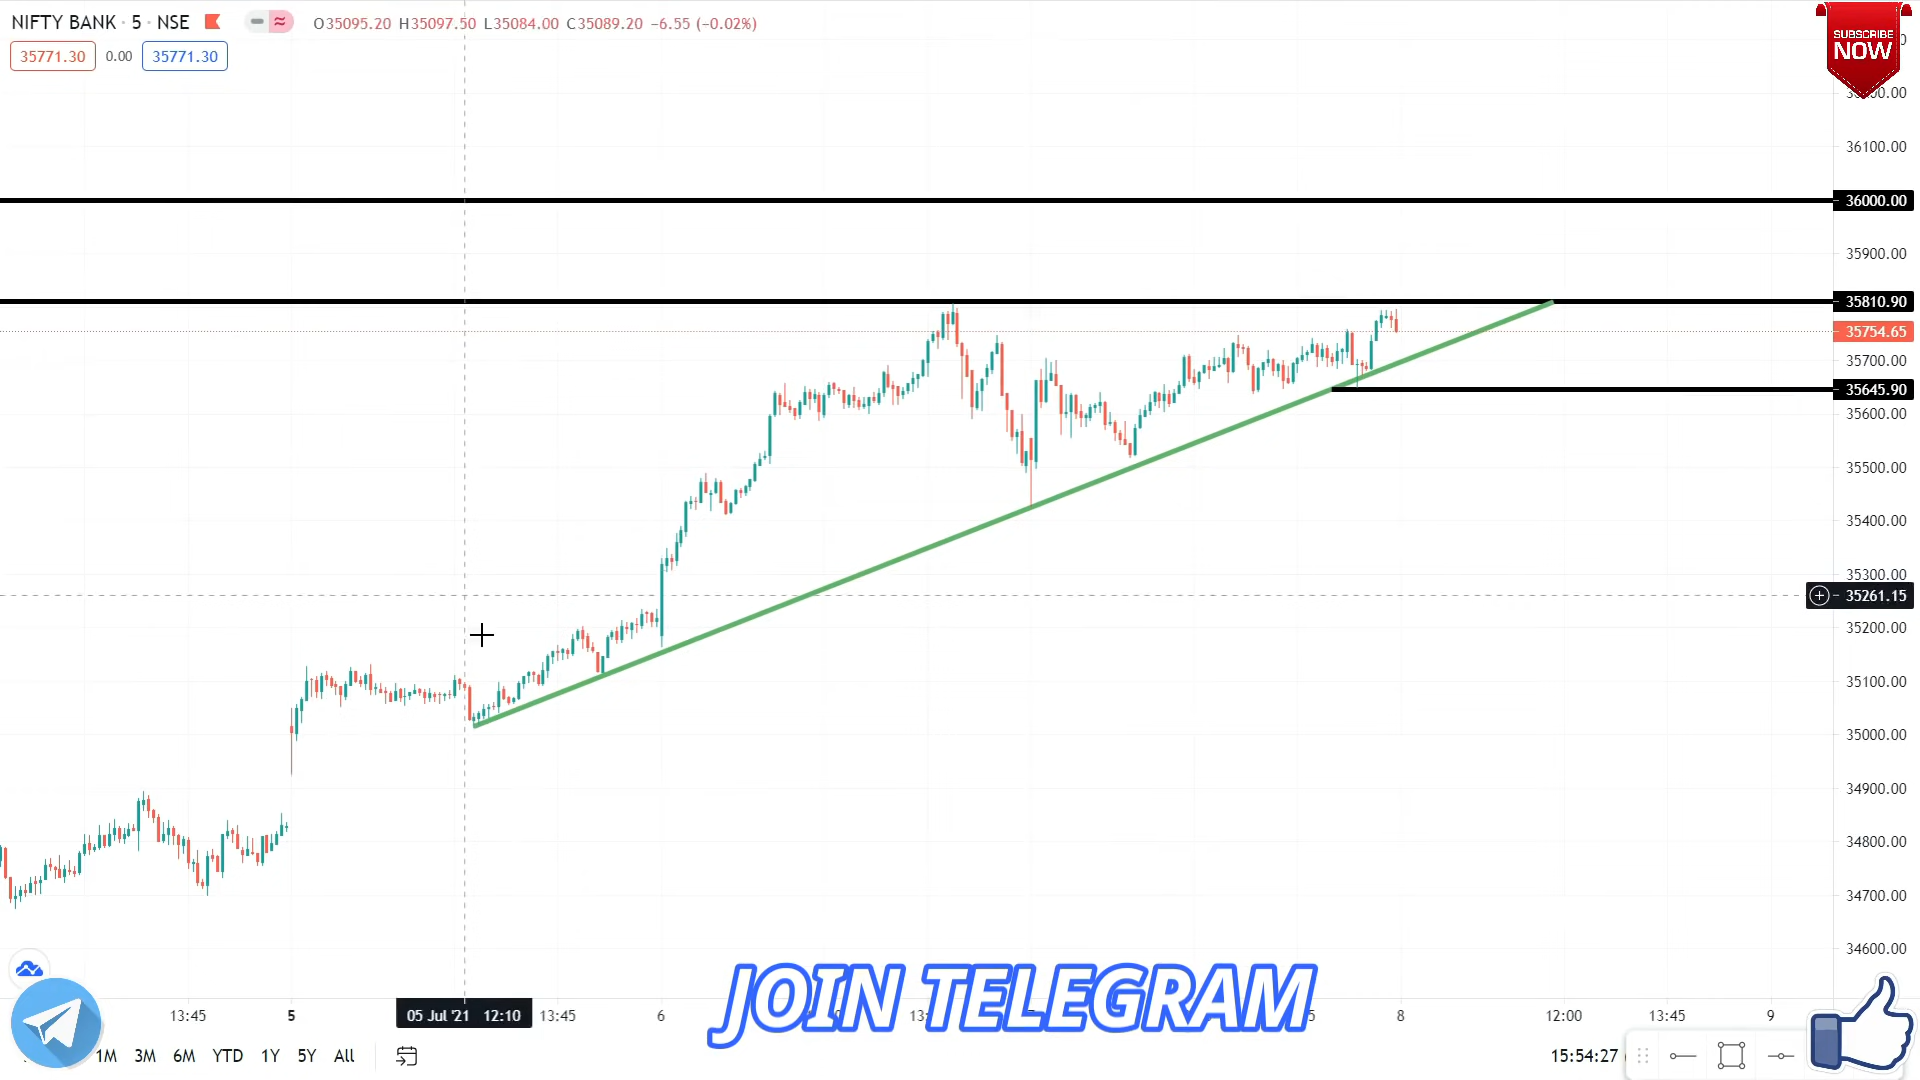 NIFTY BANK · 5 · NSE O35095.20 H35097.50 L35084.00 C35089.20 −6.55 (−0.02%)
35771.30 0.00 35771.30
SUBSCRIBE
NOW
36100.00
36000.00
35900.00
35810.90
35754.65
35700.00
35645.90
35600.00
35500.00
35400.00
35300.00
35261.15
35200.00
35100.00
35000.00
34900.00
34800.00
34700.00
34600.00
JOIN TELEGRAM
13:45 5 05 Jul '21 12:10 13:45 6 8 12:00 13:45 9
1M 3M 6M YTD 1Y 5Y All 15:54:27